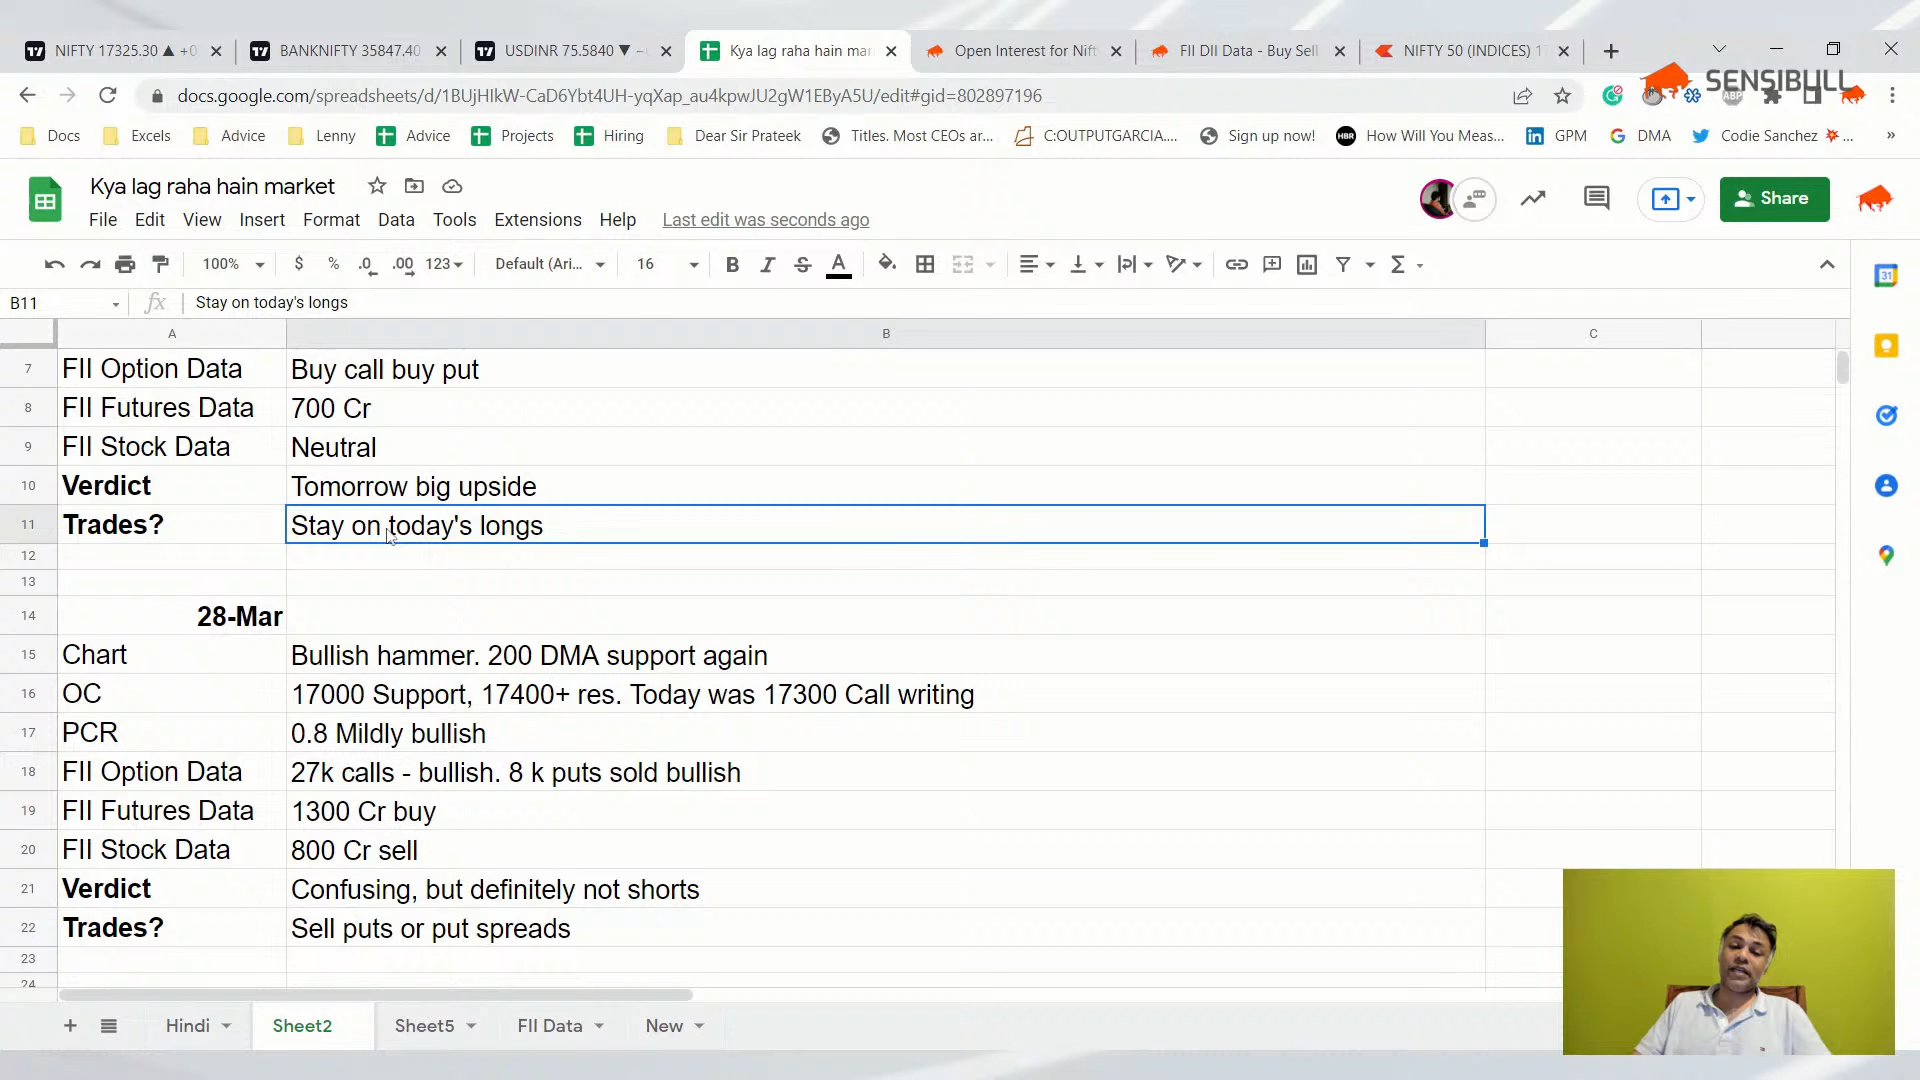 NIFTY 17325.30 ▲ +0
BANKNIFTY 35847.40
USDINR 75.5840 ▼
Kya lag raha hain mar
Open Interest for Nift
FII DII Data - Buy Sell
NIFTY 50 (INDICES)
SENSIBULL
docs.google.com/spreadsheets/d/1BUjHIkW-CaD6Ybt4UH-yqXap_au4kpwJU2gW1EByA5U/edit#gid=802897196
Docs Excels Advice Lenny Advice Projects Hiring Dear Sir Prateek Titles. Most CEOs ar... C:OUTPUTGARCIA.... Sign up now! HBR How Will You Meas... GPM DMA Codie Sanchez ... »
Kya lag raha hain market
Share
File Edit View Insert Format Data Tools Extensions Help Last edit was seconds ago
100% $ % .0 .00 123 Default (Ari... 16 B I S A Σ
B11 fx Stay on today's longs
A B C
7 FII Option Data Buy call buy put
8 FII Futures Data 700 Cr
9 FII Stock Data Neutral
10 Verdict Tomorrow big upside
11 Trades? Stay on today's longs
12
13
14 28-Mar
15 Chart Bullish hammer. 200 DMA support again
16 OC 17000 Support, 17400+ res. Today was 17300 Call writing
17 PCR 0.8 Mildly bullish
18 FII Option Data 27k calls - bullish. 8 k puts sold bullish
19 FII Futures Data 1300 Cr buy
20 FII Stock Data 800 Cr sell
21 Verdict Confusing, but definitely not shorts
22 Trades? Sell puts or put spreads
23
24
31
Hindi Sheet2 Sheet5 FII Data New